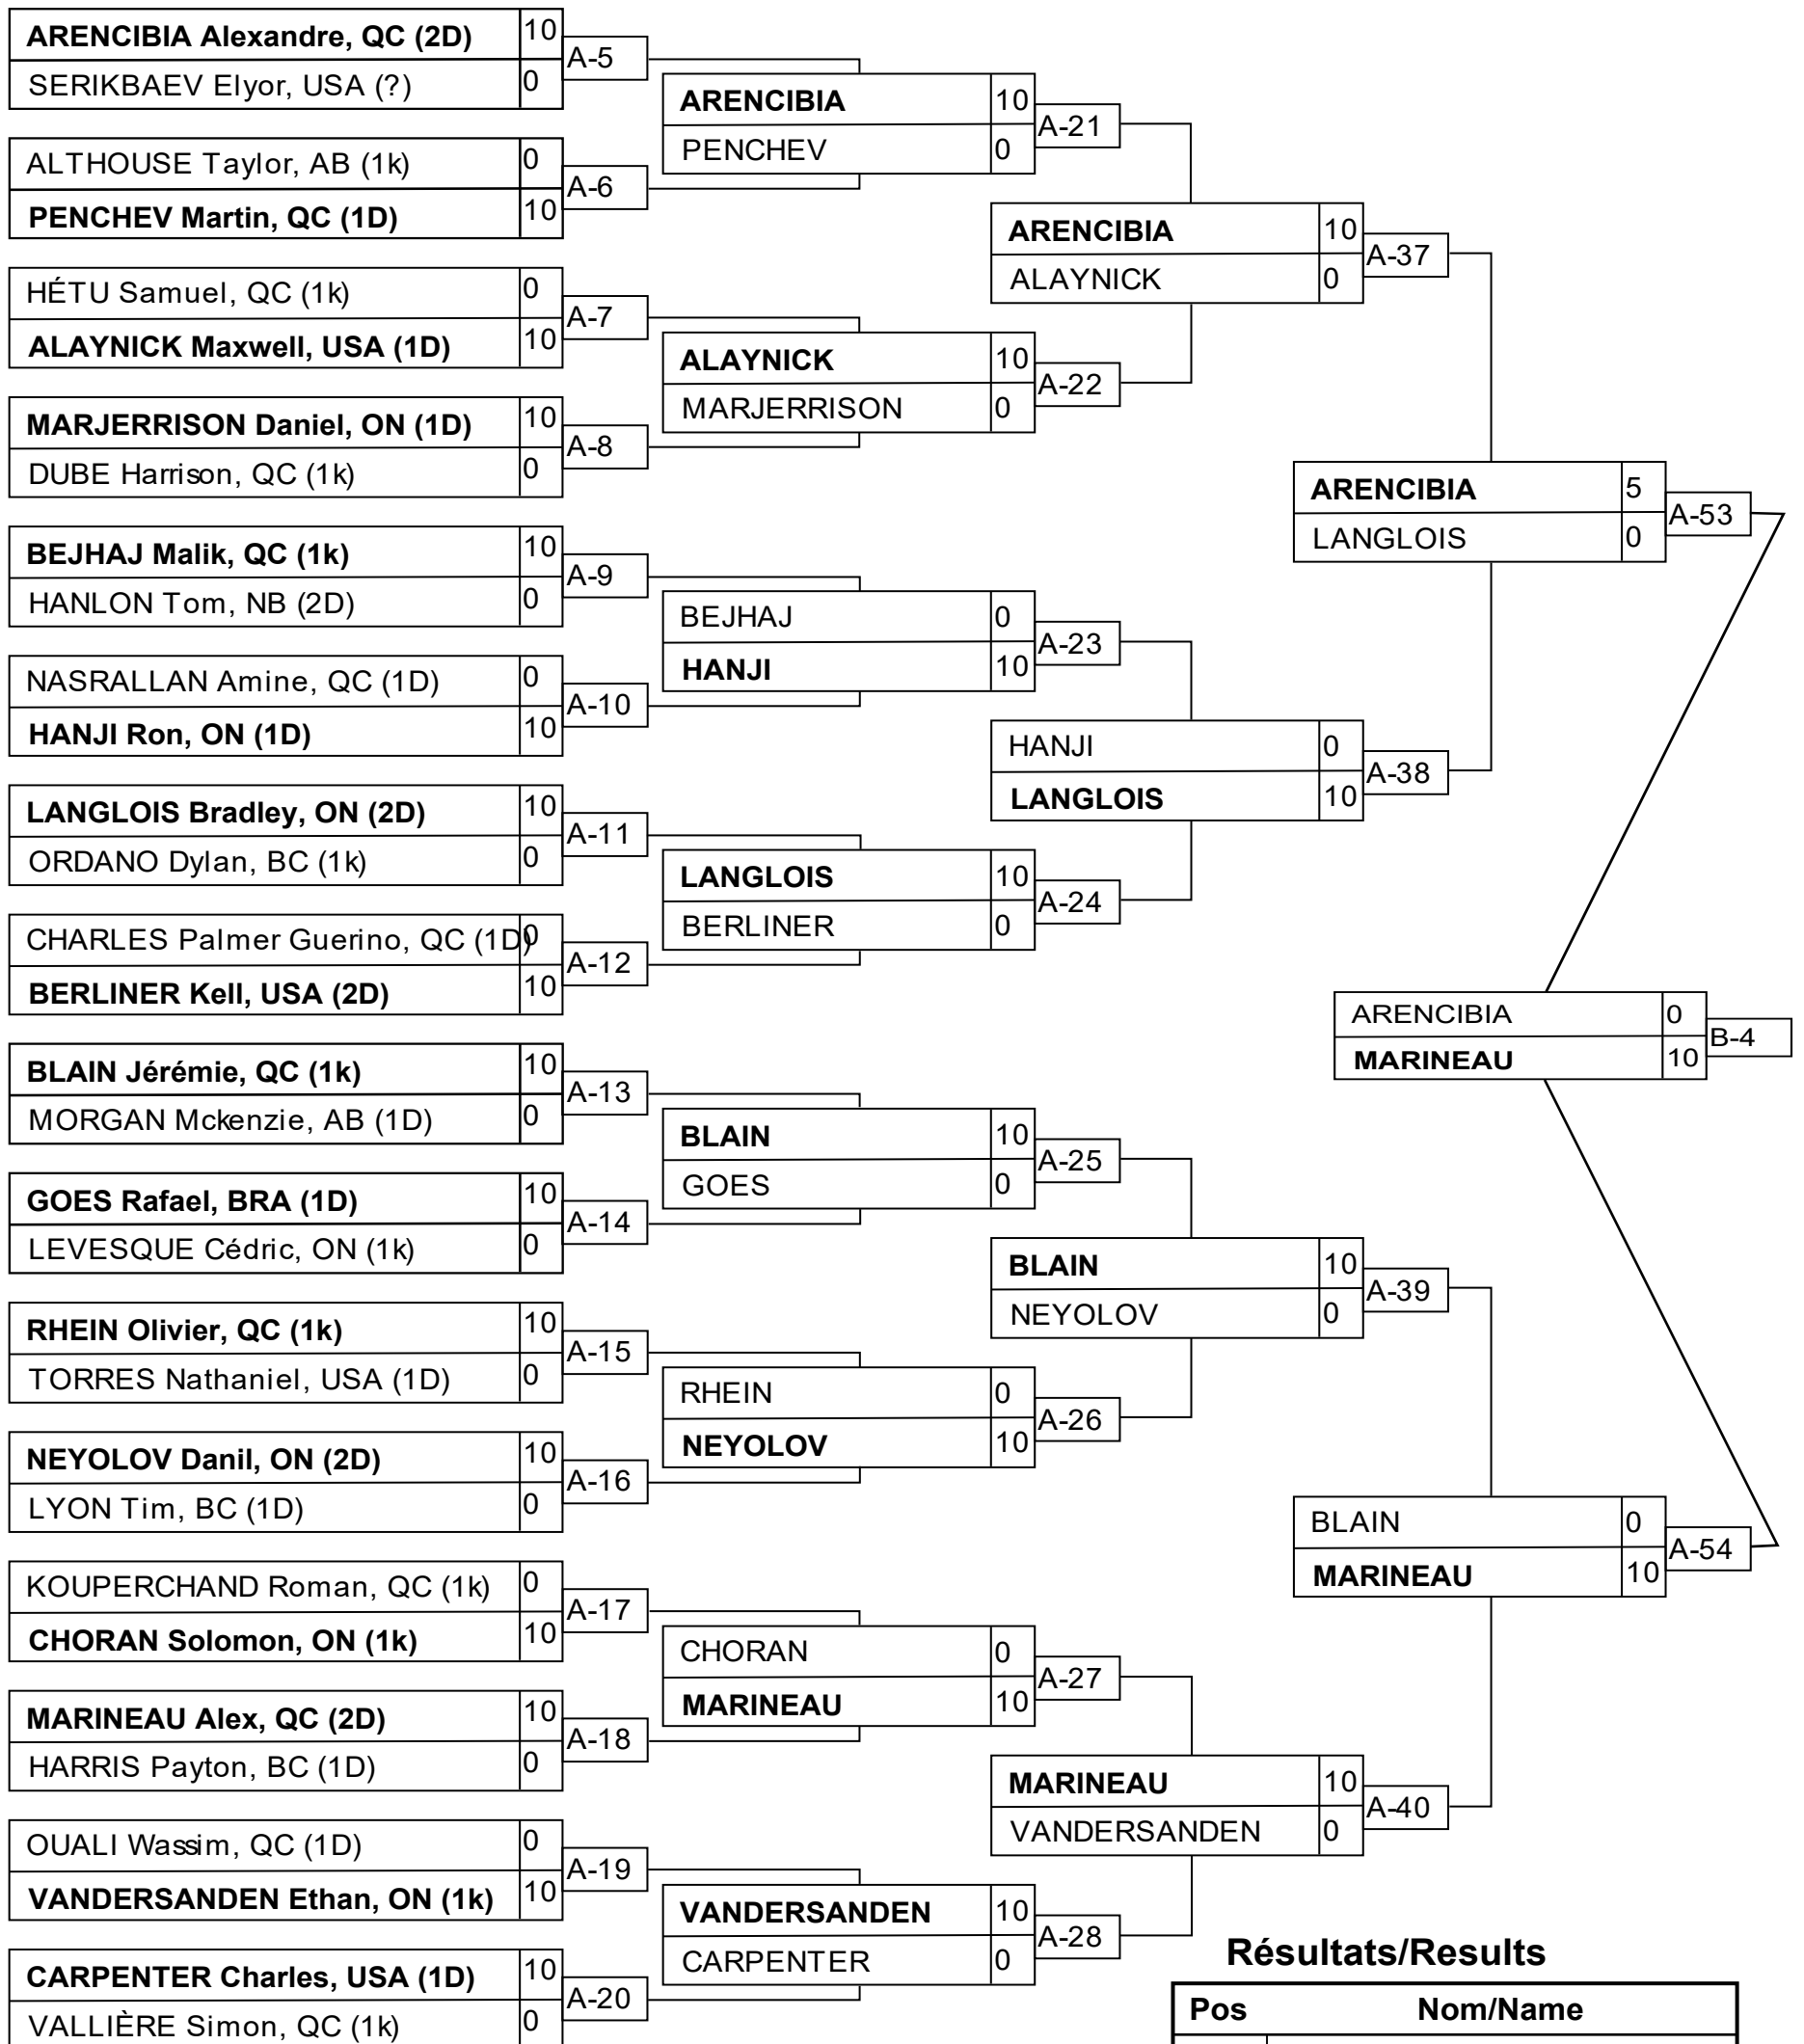 ARENCIBIA Alexandre, QC (2D) 10
SERIKBAEV Elyor, USA (?) 0
A-5
ALTHOUSE Taylor, AB (1k) 0
PENCHEV Martin, QC (1D) 10
A-6
HÉTU Samuel, QC (1k) 0
ALAYNICK Maxwell, USA (1D) 10
A-7
MARJERRISON Daniel, ON (1D) 10
DUBE Harrison, QC (1k) 0
A-8
BEJHAJ Malik, QC (1k) 10
HANLON Tom, NB (2D) 0
A-9
NASRALLAN Amine, QC (1D) 0
HANJI Ron, ON (1D) 10
A-10
LANGLOIS Bradley, ON (2D) 10
ORDANO Dylan, BC (1k) 0
A-11
CHARLES Palmer Guerino, QC (1D) 0
BERLINER Kell, USA (2D) 10
A-12
BLAIN Jérémie, QC (1k) 10
MORGAN Mckenzie, AB (1D) 0
A-13
GOES Rafael, BRA (1D) 10
LEVESQUE Cédric, ON (1k) 0
A-14
RHEIN Olivier, QC (1k) 10
TORRES Nathaniel, USA (1D) 0
A-15
NEYOLOV Danil, ON (2D) 10
LYON Tim, BC (1D) 0
A-16
KOUPERCHAND Roman, QC (1k) 0
CHORAN Solomon, ON (1k) 10
A-17
MARINEAU Alex, QC (2D) 10
HARRIS Payton, BC (1D) 0
A-18
OUALI Wassim, QC (1D) 0
VANDERSANDEN Ethan, ON (1k) 10
A-19
CARPENTER Charles, USA (1D) 10
VALLIÈRE Simon, QC (1k) 0
A-20
ARENCIBIA 10
PENCHEV 0
A-21
ALAYNICK 10
MARJERRISON 0
A-22
BEJHAJ 0
HANJI 10
A-23
LANGLOIS 10
BERLINER 0
A-24
BLAIN 10
GOES 0
A-25
RHEIN 0
NEYOLOV 10
A-26
CHORAN 0
MARINEAU 10
A-27
VANDERSANDEN 10
CARPENTER 0
A-28
ARENCIBIA 10
ALAYNICK 0
A-37
HANJI 0
LANGLOIS 10
A-38
BLAIN 10
NEYOLOV 0
A-39
MARINEAU 10
VANDERSANDEN 0
A-40
ARENCIBIA 5
LANGLOIS 0
A-53
BLAIN 0
MARINEAU 10
A-54
ARENCIBIA 0
MARINEAU 10
B-4
Résultats/Results
Pos Nom/Name